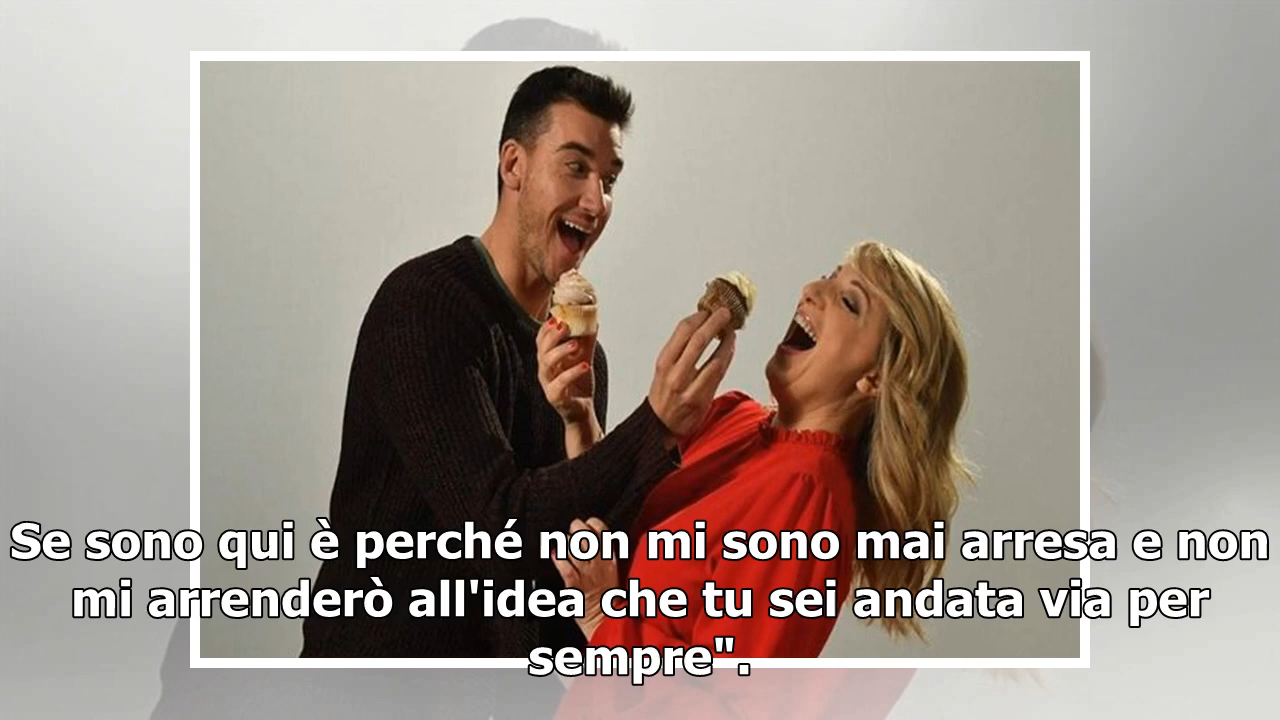 Se sono qui è perché non mi sono mai arresa e non
mi arrenderò all'idea che tu sei andata via per
sempre".